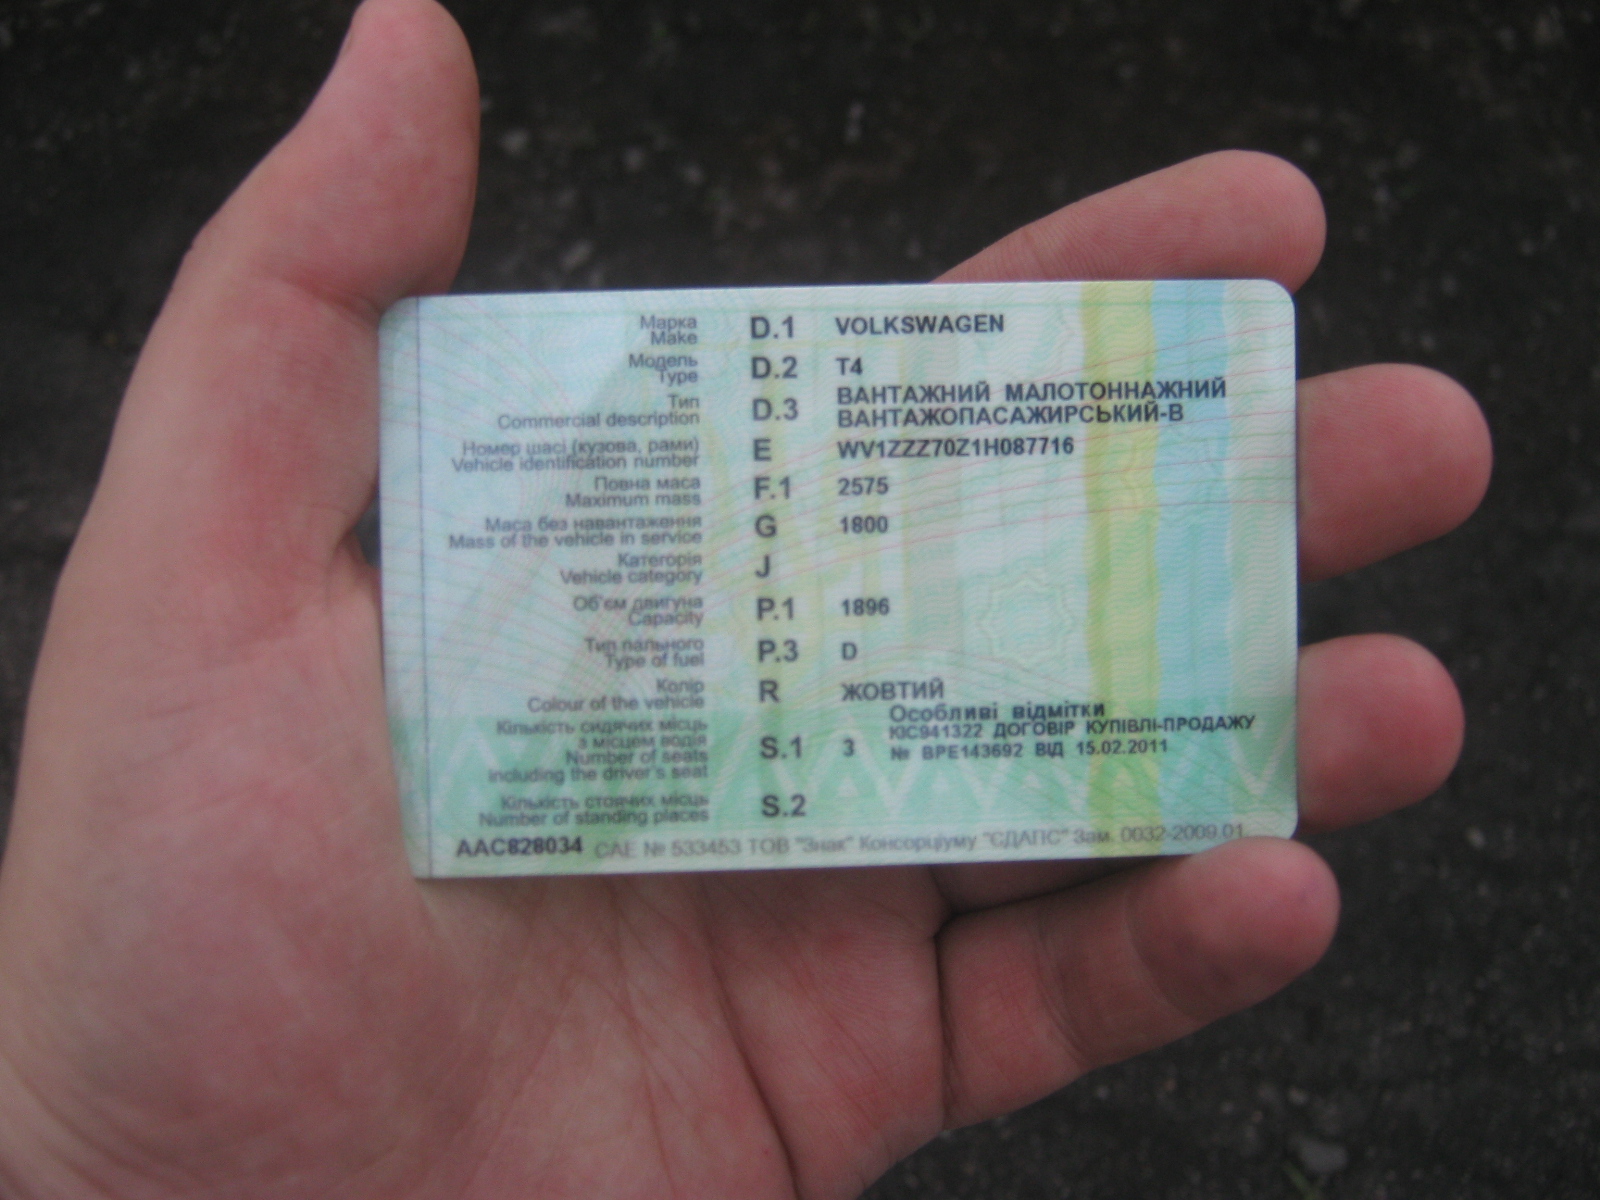 Марка
Make D.1 VOLKSWAGEN
Модель
Type D.2 T4
Тип
Commercial description D.3 ВАНТАЖНИЙ МАЛОТОННАЖНИЙ
ВАНТАЖОПАСАЖИРСЬКИЙ-В
Номер шасі (кузова, рами)
Vehicle identification number E WV1ZZZ70Z1H087716
Повна маса
Maximum mass F.1 2575
Маса без навантаження
Mass of the vehicle in service G 1800
Категорія
Vehicle category J
Об'єм двигуна
Capacity P.1 1896
Тип пального
Type of fuel P.3 D
Колір
Colour of the vehicle R ЖОВТИЙ
Кількість сидячих місць
з місцем водія
Number of seats
including the driver's seat S.1 3
Особливі відмітки
КІС941322 ДОГОВІР КУПІВЛІ-ПРОДАЖУ
№ ВРЕ143692 ВІД 15.02.2011
Кількість стоячих місць
Number of standing places S.2
ААС828034 САЕ № 533453 ТОВ "Знак" Консорціуму "ЄДАПС" Зам. 0032-2009.01